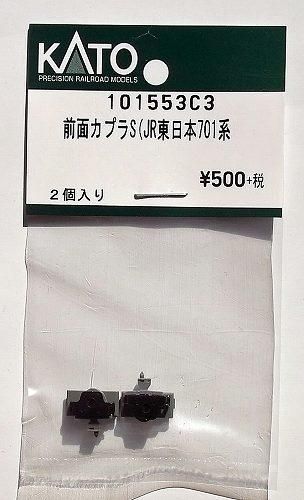 KATO
PRECISION RAILROAD MODELS
101553C3
前面カプラS(JR東日本701系
¥500+税
2個入り